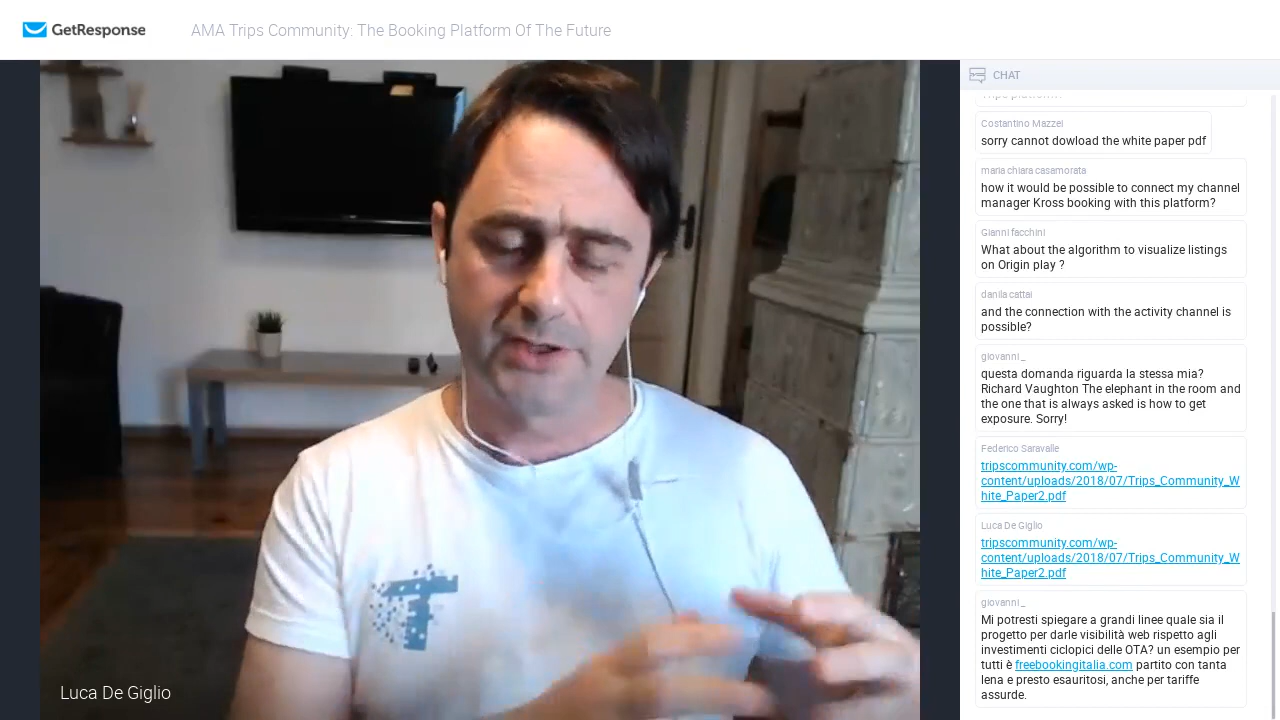 GetResponse
AMA Trips Community: The Booking Platform Of The Future
CHAT
Costantino Mazzei
sorry cannot dowload the white paper pdf
maria chiara casamorata
how it would be possible to connect my channel
manager Kross booking with this platform?
Gianni facchini
What about the algorithm to visualize listings
on Origin play ?
danila cattai
and the connection with the activity channel is
possible?
giovanni _
questa domanda riguarda la stessa mia?
Richard Vaughton The elephant in the room and
the one that is always asked is how to get
exposure. Sorry!
Federico Saravalle
tripscommunity.com/wp-
content/uploads/2018/07/Trips_Community_W
hite_Paper2.pdf
Luca De Giglio
tripscommunity.com/wp-
content/uploads/2018/07/Trips_Community_W
hite_Paper2.pdf
giovanni _
Mi potresti spiegare a grandi linee quale sia il
progetto per darle visibilità web rispetto agli
investimenti ciclopici delle OTA? un esempio per
tutti è freebookingitalia.com partito con tanta
lena e presto esauritosi, anche per tariffe
assurde.
T
Luca De Giglio